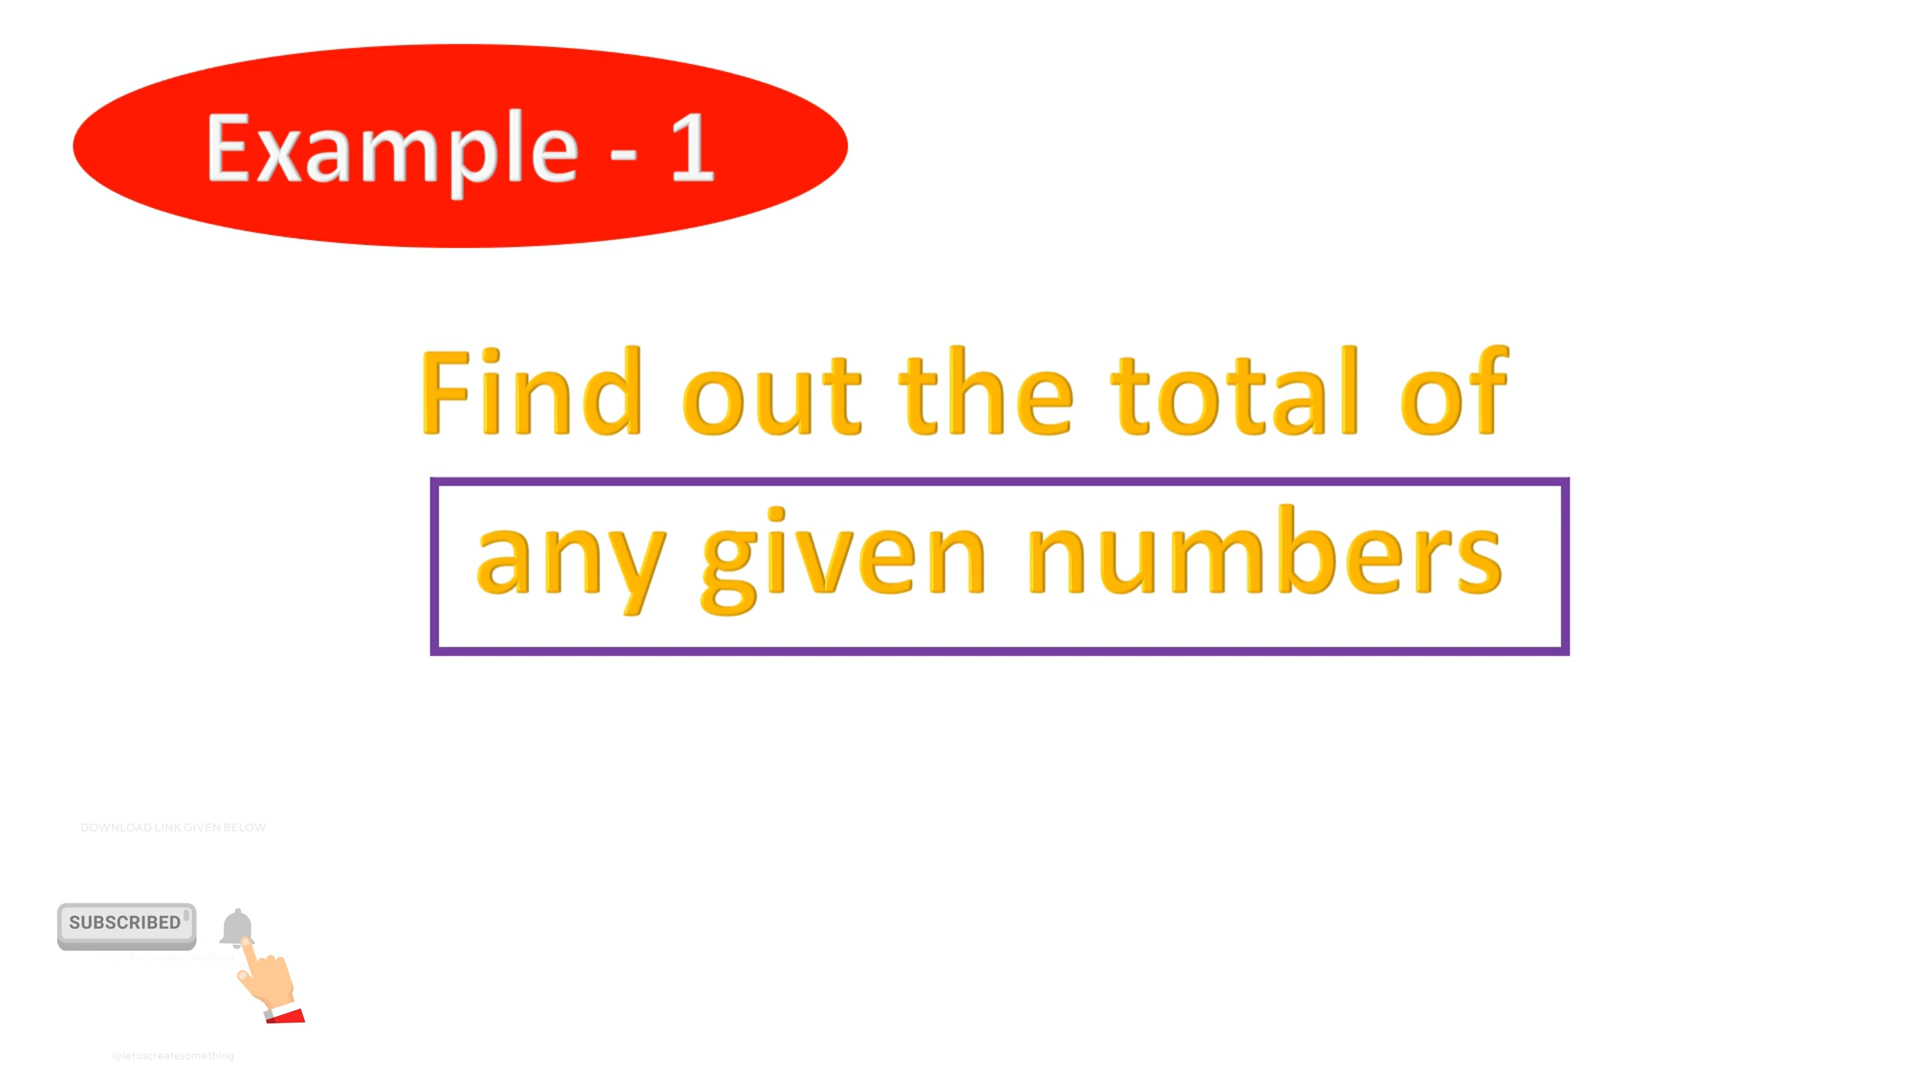 Example - 1
Find out the total of
any given numbers
DOWNLOAD LINK GIVEN BELOW
SUBSCRIBED
@letuscreatesomething